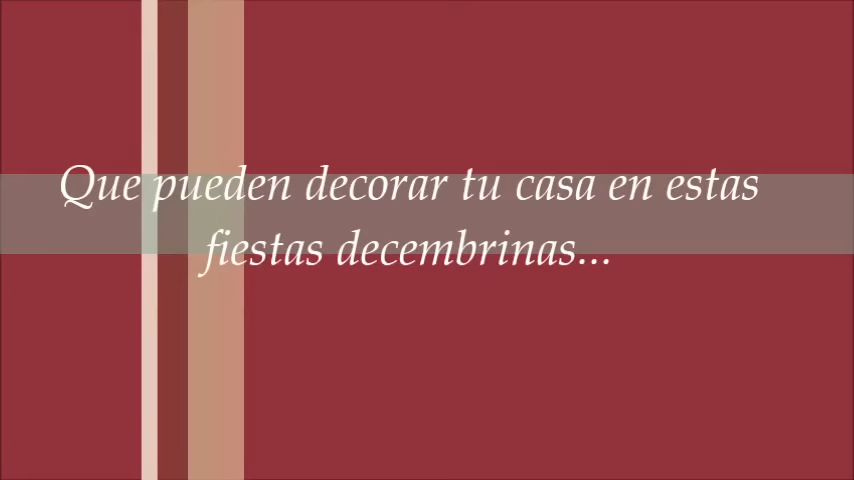 Que pueden decorar tu casa en estas
fiestas decembrinas...